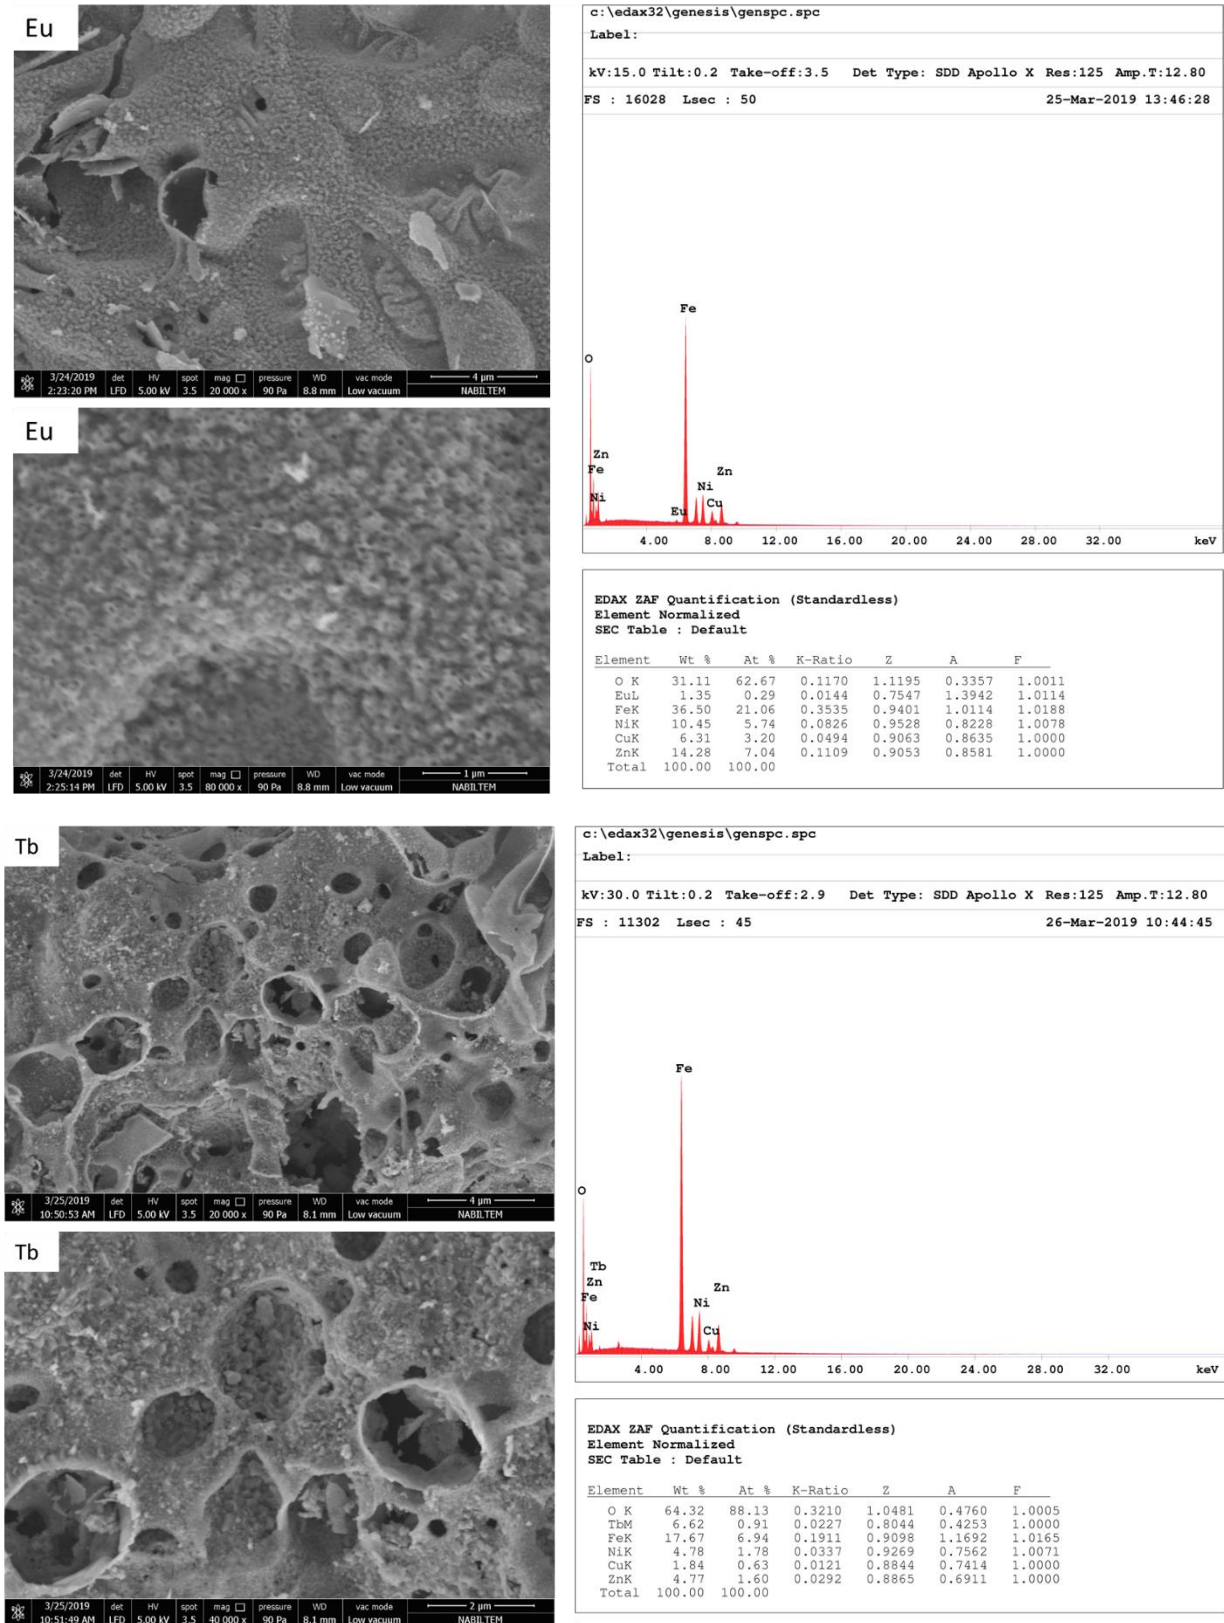 Eu
3/24/2019 det HV spot mag □ pressure WD vac mode 4 µm
2:23:20 PM LFD 5.00 kV 3.5 20 000 x 90 Pa 8.8 mm Low vacuum NABILTEM
Eu
3/24/2019 det HV spot mag □ pressure WD vac mode 1 µm
2:25:14 PM LFD 5.00 kV 3.5 80 000 x 90 Pa 8.8 mm Low vacuum NABILTEM
c:\edax32\genesis\genspc.spc
Label:
kV:15.0 Tilt:0.2 Take-off:3.5 Det Type: SDD Apollo X Res:125 Amp.T:12.80
FS : 16028 Lsec : 50 25-Mar-2019 13:46:28
Fe
O
Zn
Fe
Ni
Eu
Ni
Cu
Zn
4.00 8.00 12.00 16.00 20.00 24.00 28.00 32.00 keV
EDAX ZAF Quantification (Standardless)
Element Normalized
SEC Table : Default
Element Wt % At % K-Ratio Z A F
O K 31.11 62.67 0.1170 1.1195 0.3357 1.0011
EuL 1.35 0.29 0.0144 0.7547 1.3942 1.0114
FeK 36.50 21.06 0.3535 0.9401 1.0114 1.0188
NiK 10.45 5.74 0.0826 0.9528 0.8228 1.0078
CuK 6.31 3.20 0.0494 0.9063 0.8635 1.0000
ZnK 14.28 7.04 0.1109 0.9053 0.8581 1.0000
Total 100.00 100.00
Tb
3/25/2019 det HV spot mag □ pressure WD vac mode 4 µm
10:50:53 AM LFD 5.00 kV 3.5 20 000 x 90 Pa 8.1 mm Low vacuum NABILTEM
Tb
3/25/2019 det HV spot mag □ pressure WD vac mode 2 µm
10:51:49 AM LFD 5.00 kV 3.5 40 000 x 90 Pa 8.1 mm Low vacuum NABILTEM
c:\edax32\genesis\genspc.spc
Label:
kV:30.0 Tilt:0.2 Take-off:2.9 Det Type: SDD Apollo X Res:125 Amp.T:12.80
FS : 11302 Lsec : 45 26-Mar-2019 10:44:45
Fe
O
Tb
Zn
Fe
Ni
Ni
Cu
Zn
4.00 8.00 12.00 16.00 20.00 24.00 28.00 32.00 keV
EDAX ZAF Quantification (Standardless)
Element Normalized
SEC Table : Default
Element Wt % At % K-Ratio Z A F
O K 64.32 88.13 0.3210 1.0481 0.4760 1.0005
TbM 6.62 0.91 0.0227 0.8044 0.4253 1.0000
FeK 17.67 6.94 0.1911 0.9098 1.1692 1.0165
NiK 4.78 1.78 0.0337 0.9269 0.7562 1.0071
CuK 1.84 0.63 0.0121 0.8844 0.7414 1.0000
ZnK 4.77 1.60 0.0292 0.8865 0.6911 1.0000
Total 100.00 100.00